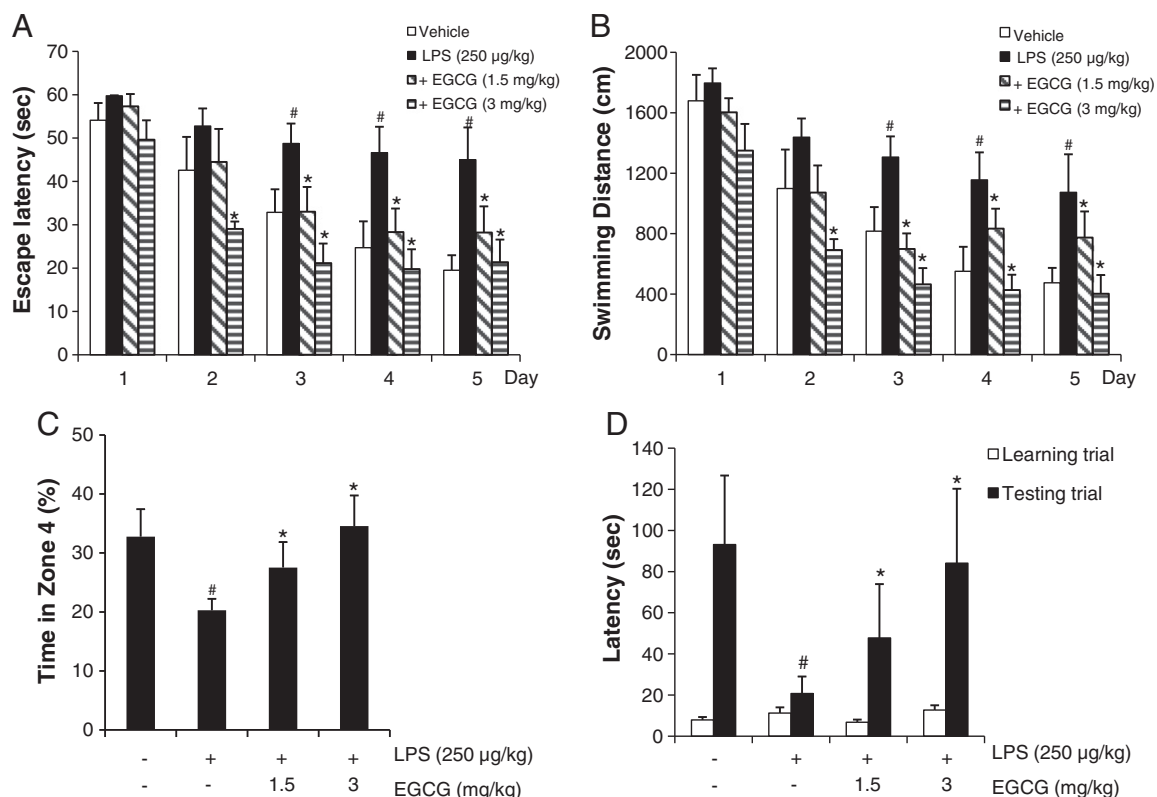 A
Vehicle
LPS (250 µg/kg)
+ EGCG (1.5 mg/kg)
+ EGCG (3 mg/kg)
Escape latency (sec)
70
60
50
40
30
20
10
0
# # #
* * * * * * *
1 2 3 4 5 Day
B
Vehicle
LPS (250 µg/kg)
+ EGCG (1.5 mg/kg)
+ EGCG (3 mg/kg)
Swimming Distance (cm)
2000
1600
1200
800
400
0
# # #
* * * * * * *
1 2 3 4 5 Day
C
Time in Zone 4 (%)
50
40
30
20
10
0
# * *
- + + + LPS (250 µg/kg)
- - 1.5 3 EGCG (mg/kg)
D
Learning trial
Testing trial
Latency (sec)
140
120
100
80
60
40
20
0
# * *
- + + + LPS (250 µg/kg)
- - 1.5 3 EGCG (mg/kg)